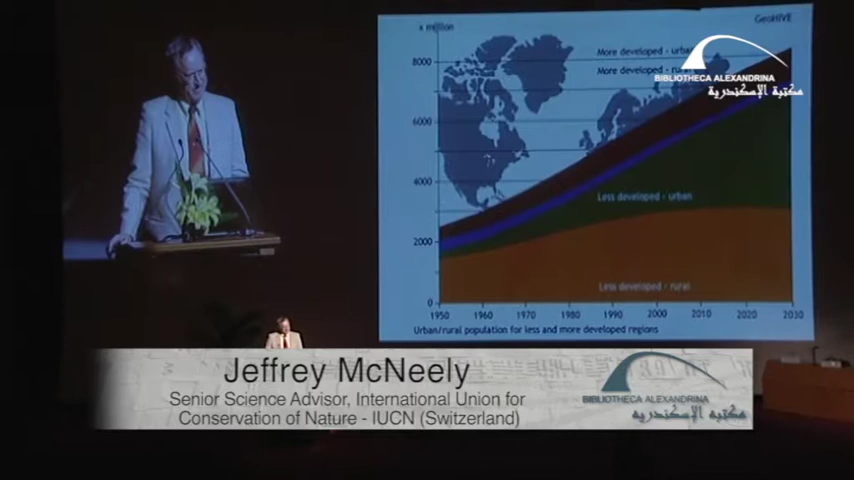 x million
GeoHIVE
8000
More developed - urban
More developed - rural
BIBLIOTHECA ALEXANDRINA
مكتبة الإسكندرية
6000
4000
Less developed - urban
2000
Less developed - rural
0
1950 1960 1970 1980 1990 2000 2010 2020 2030
Urban/rural population for less and more developed regions
Jeffrey McNeely
Senior Science Advisor, International Union for
Conservation of Nature - IUCN (Switzerland)
BIBLIOTHECA ALEXANDRINA
مكتبة الإسكندرية